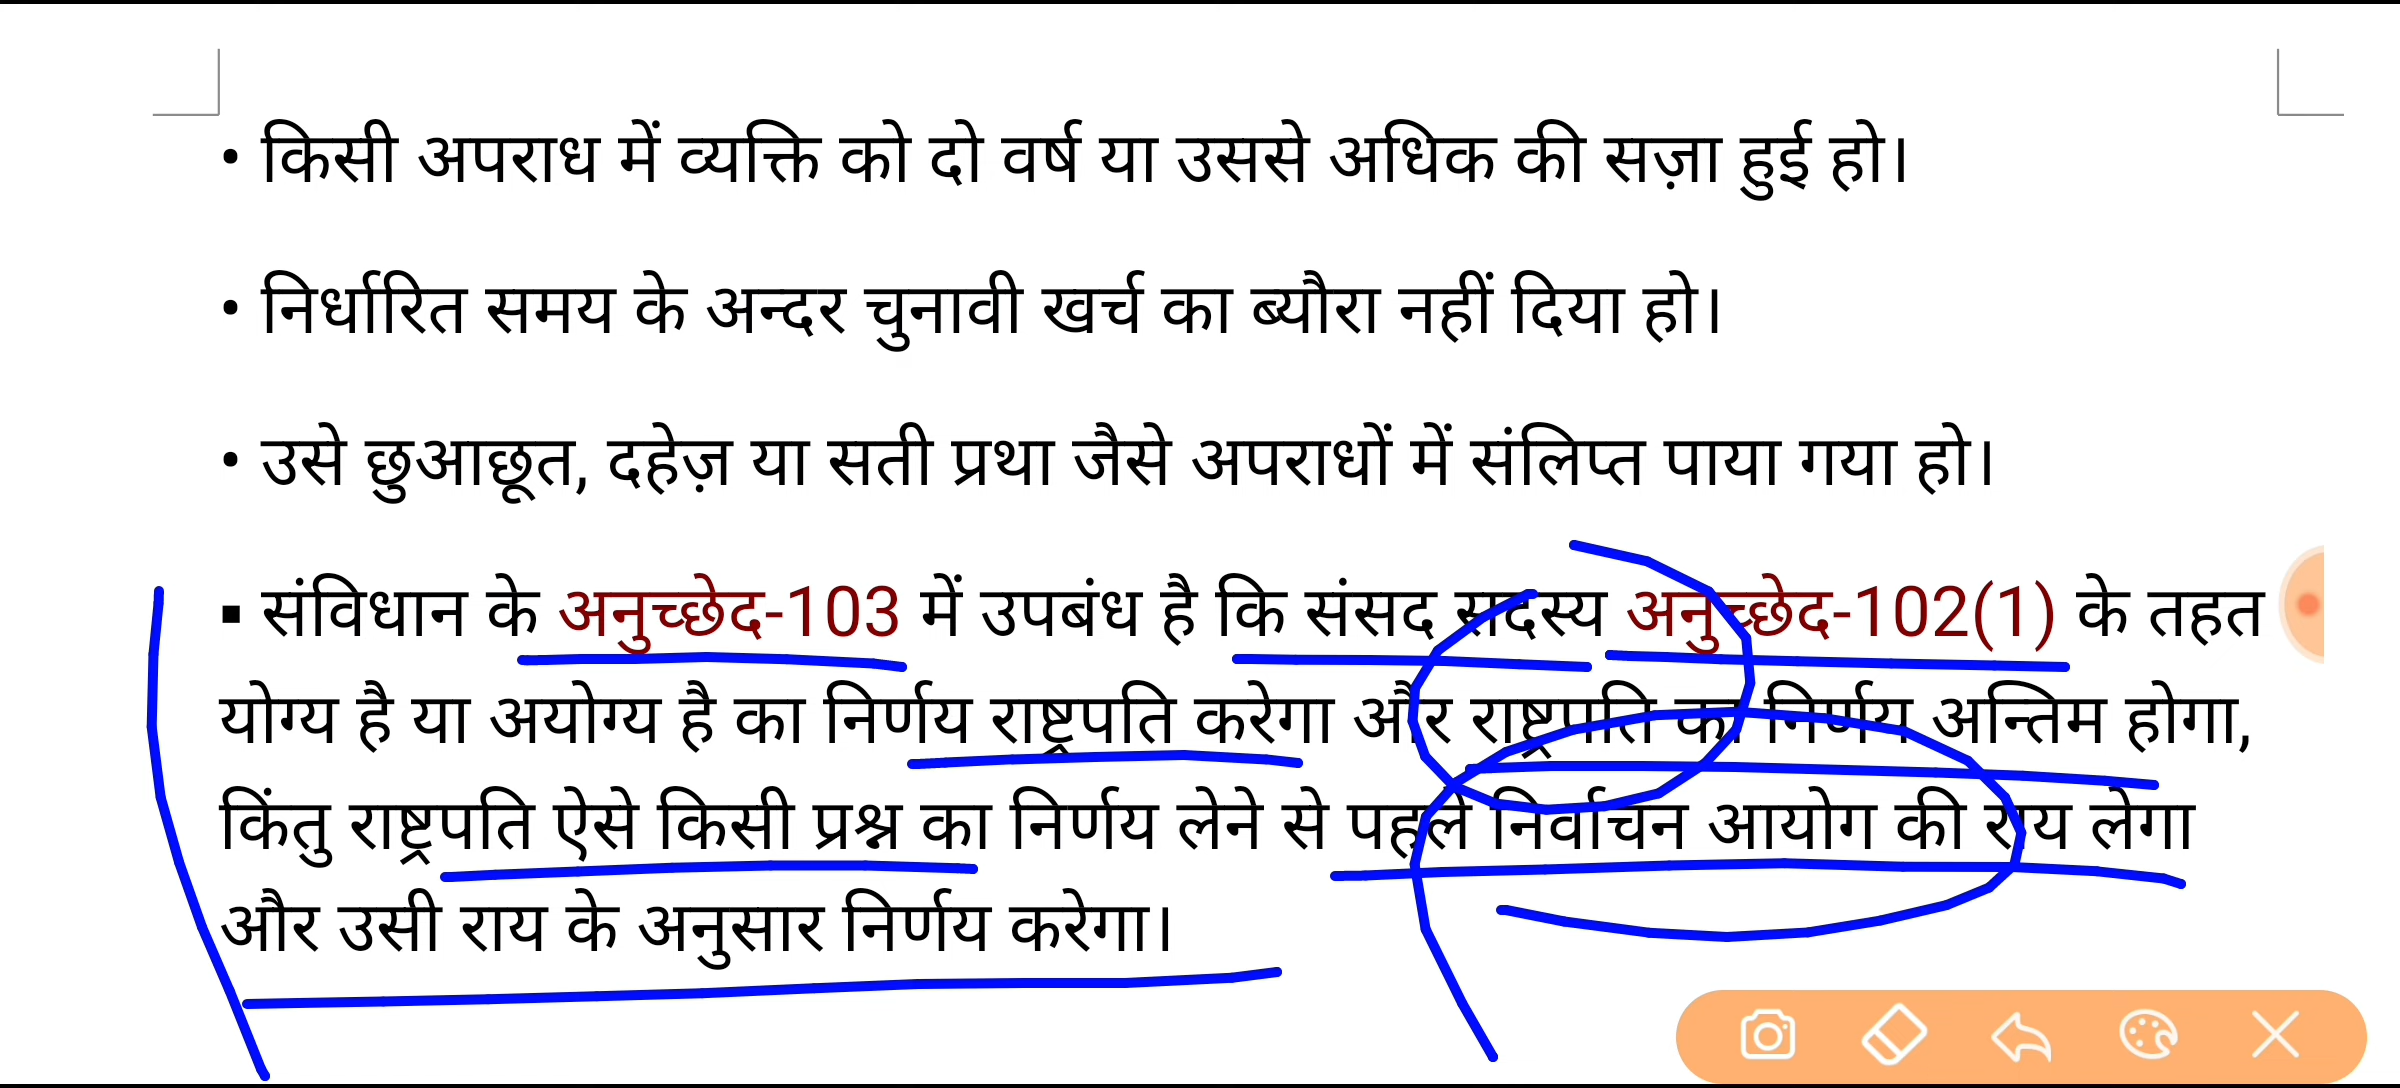 • किसी अपराध में व्यक्ति को दो वर्ष या उससे अधिक की सज़ा हुई हो।
• निर्धारित समय के अन्दर चुनावी खर्च का ब्यौरा नहीं दिया हो।
• उसे छुआछूत, दहेज़ या सती प्रथा जैसे अपराधों में संलिप्त पाया गया हो।
▪ संविधान के अनुच्छेद-103 में उपबंध है कि संसद सदस्य अनुच्छेद-102(1) के तहत
योग्य है या अयोग्य है का निर्णय राष्ट्रपति करेगा और राष्ट्रपति का निर्णय अन्तिम होगा,
किंतु राष्ट्रपति ऐसे किसी प्रश्न का निर्णय लेने से पहले निर्वाचन आयोग की राय लेगा
और उसी राय के अनुसार निर्णय करेगा।